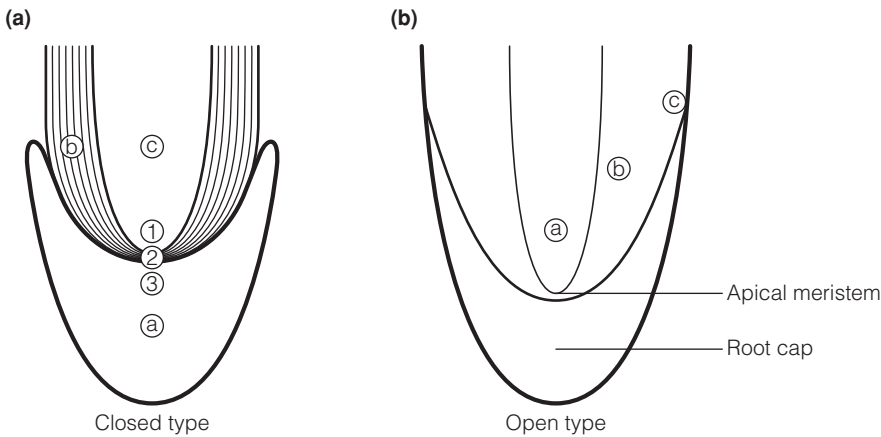 (a)
b
c
1
2
3
a
Closed type
(b)
c
b
a
Apical meristem
Root cap
Open type